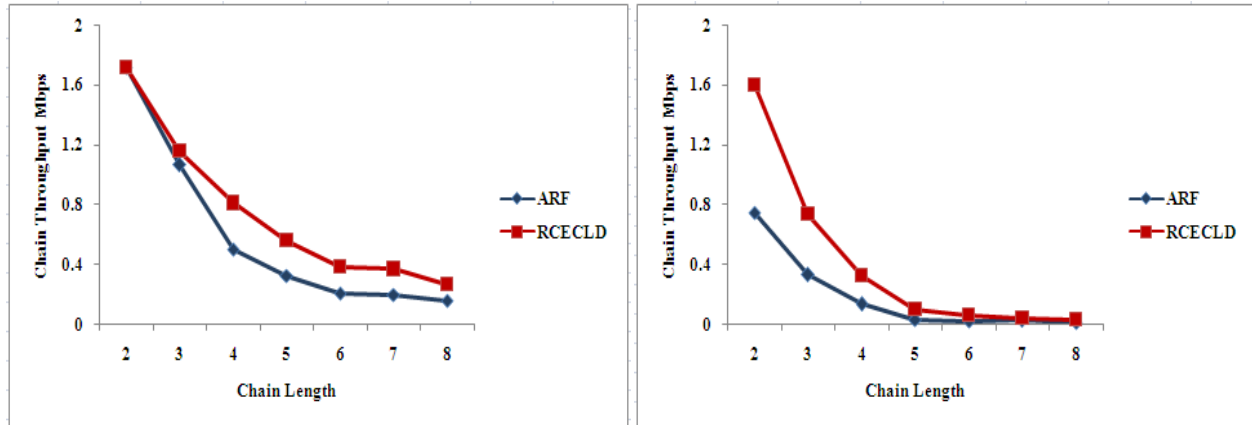 2
1.6
1.2
0.8
0.4
0
Chain Throughput Mbps
2 3 4 5 6 7 8
Chain Length
ARF
RCECLD
2
1.6
1.2
0.8
0.4
0
Chain Throughput Mbps
2 3 4 5 6 7 8
Chain Length
ARF
RCECLD